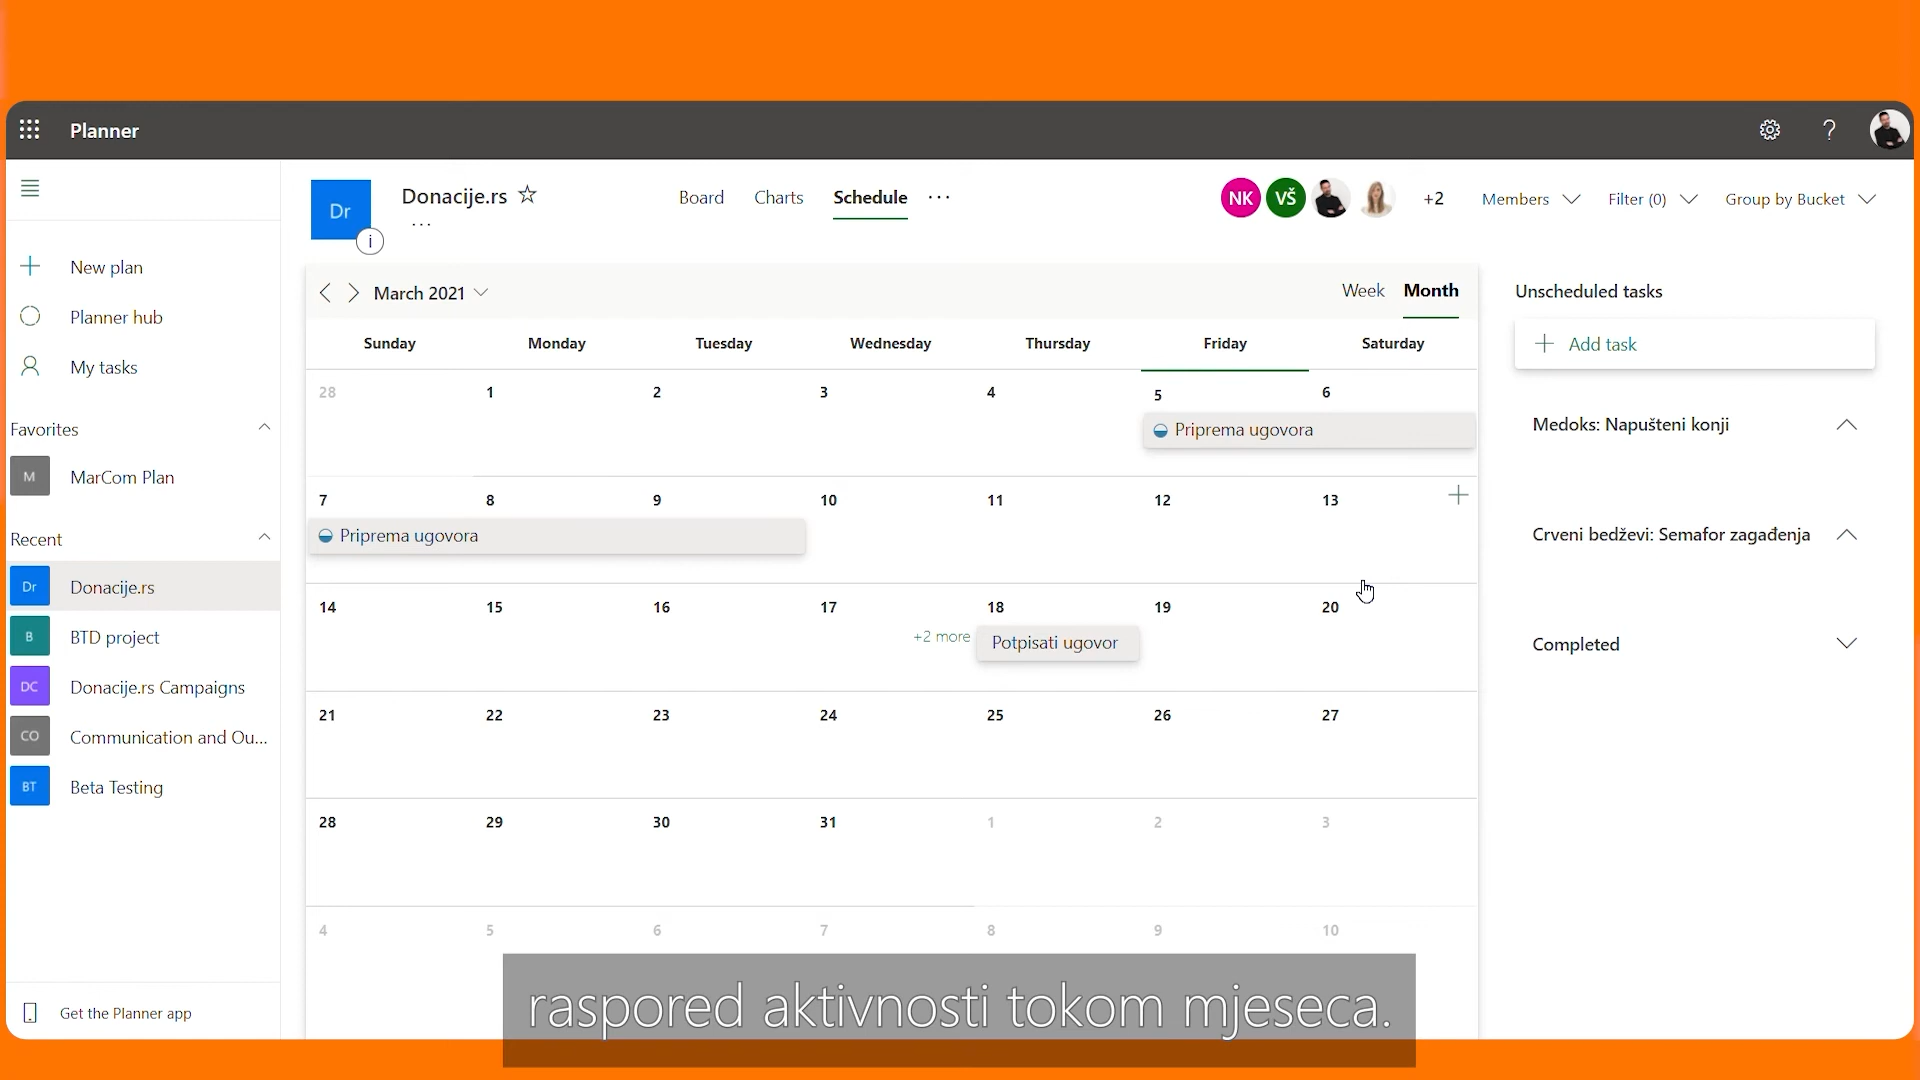 Planner
?
Dr
i
Donacije.rs
...
Board Charts Schedule ...
NK VŠ +2 Members Filter (0) Group by Bucket
New plan
Planner hub
My tasks
Favorites
M MarCom Plan
Recent
Dr Donacije.rs
B BTD project
DC Donacije.rs Campaigns
CO Communication and Ou...
BT Beta Testing
Get the Planner app
March 2021 Week Month
Sunday Monday Tuesday Wednesday Thursday Friday Saturday
28 1 2 3 4 5 6
Priprema ugovora
7 8 9 10 11 12 13
Priprema ugovora
14 15 16 17 18 19 20
+2 more Potpisati ugovor
21 22 23 24 25 26 27
28 29 30 31 1 2 3
4 5 6 7 8 9 10
Unscheduled tasks
Add task
Medoks: Napušteni konji
Crveni bedževi: Semafor zagađenja
Completed
raspored aktivnosti tokom mjeseca.